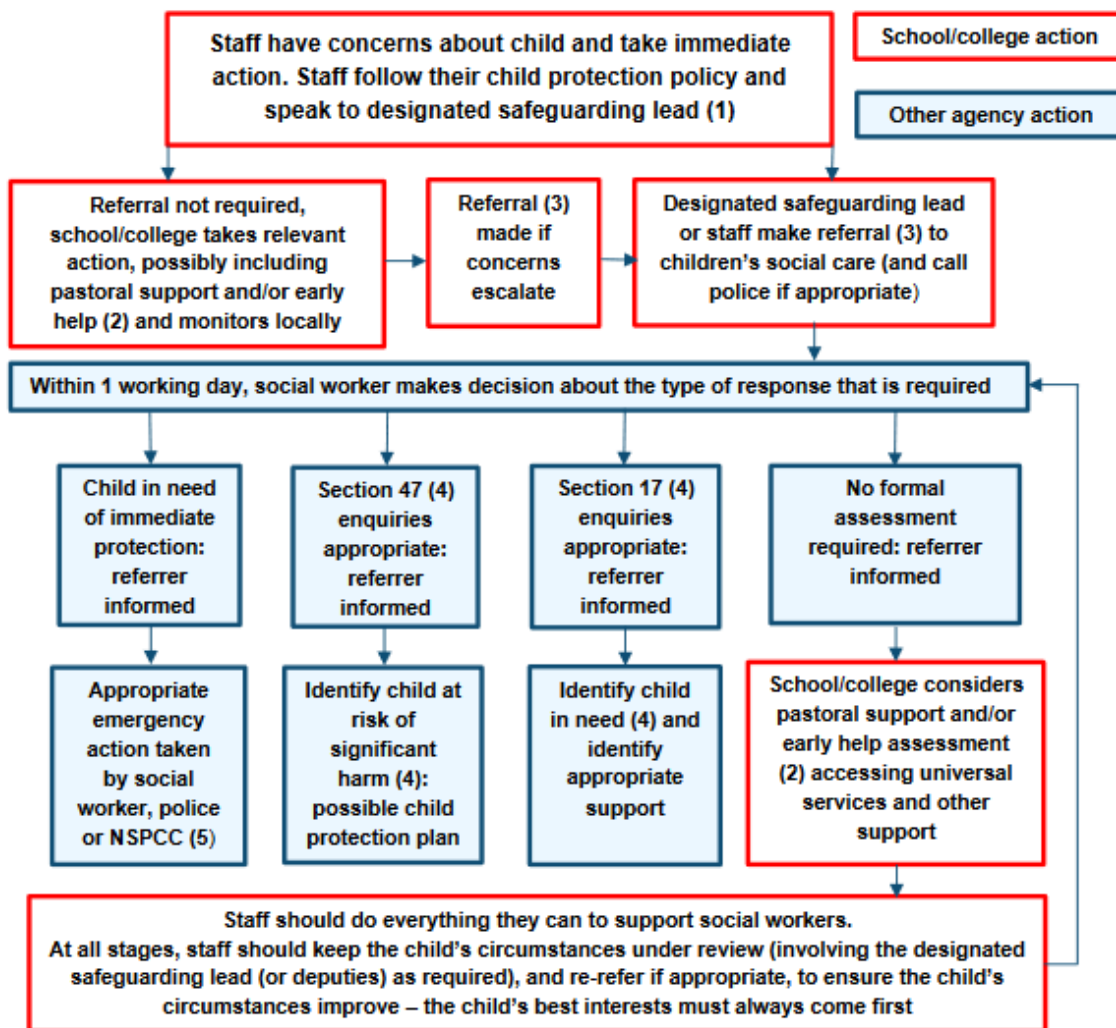 Staff have concerns about child and take immediate
action. Staff follow their child protection policy and
speak to designated safeguarding lead (1)
School/college action
Other agency action
Referral not required,
school/college takes relevant
action, possibly including
pastoral support and/or early
help (2) and monitors locally
Referral (3)
made if
concerns
escalate
Designated safeguarding lead
or staff make referral (3) to
children's social care (and call
police if appropriate)
Within 1 working day, social worker makes decision about the type of response that is required
Child in need
of immediate
protection:
referrer
informed
Section 47 (4)
enquiries
appropriate:
referrer
informed
Section 17 (4)
enquiries
appropriate:
referrer
informed
No formal
assessment
required: referrer
informed
Appropriate
emergency
action taken
by social
worker, police
or NSPCC (5)
Identify child at
risk of
significant
harm (4):
possible child
protection plan
Identify child
in need (4) and
identify
appropriate
support
School/college considers
pastoral support and/or
early help assessment
(2) accessing universal
services and other
support
Staff should do everything they can to support social workers.
At all stages, staff should keep the child's circumstances under review (involving the designated
safeguarding lead (or deputies) as required), and re-refer if appropriate, to ensure the child's
circumstances improve – the child's best interests must always come first